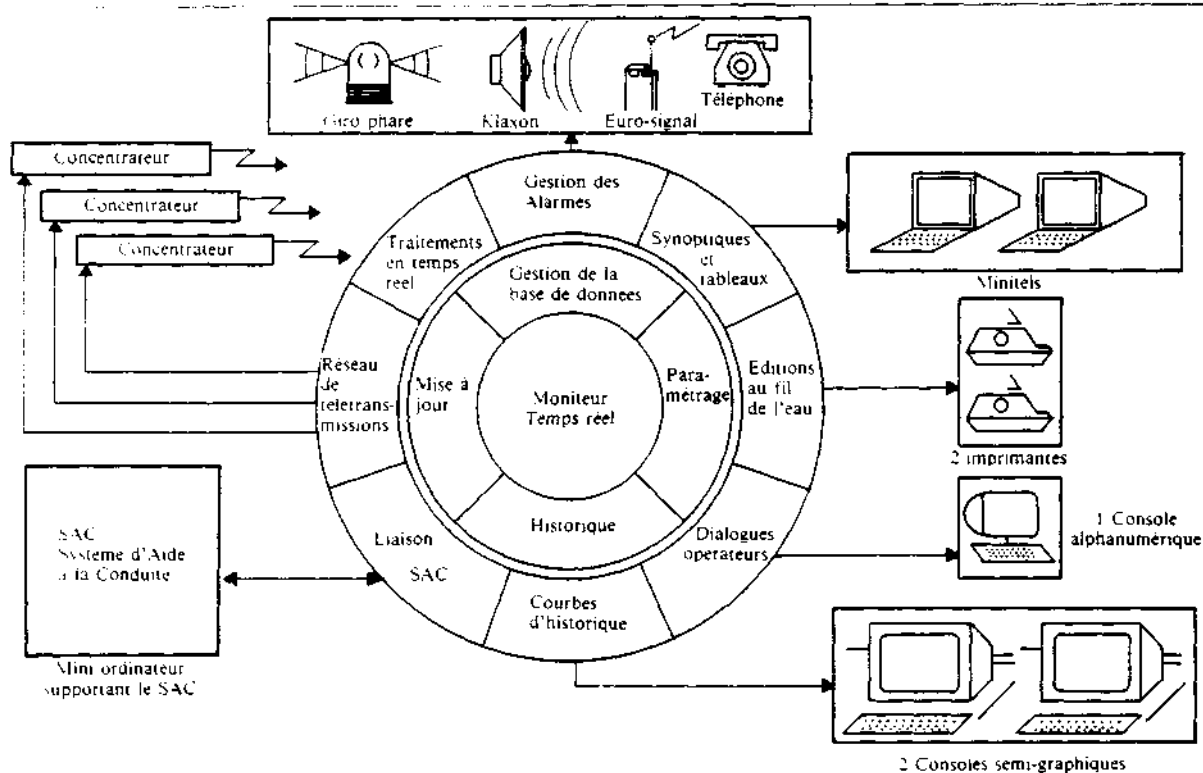 Giro phare
Klaxon
Euro-signal
Téléphone
Concentrateur
Concentrateur
Concentrateur
Gestion des
Alarmes
Traitements
en temps
réel
Synoptiques
et
tableaux
Minitels
Gestion de la
base de données
Réseau
de
télétrans-
missions
Mise à
jour
Moniteur
Temps réel
Para-
métrage
Editions
au fil
de l'eau
2 imprimantes
SAC
Système d'Aide
à la Conduite
Liaison
SAC
Historique
Dialogues
operateurs
1 Console
alphanumérique
Courbes
d'historique
Mini ordinateur
supportant le SAC
2 Consoles semi-graphiques